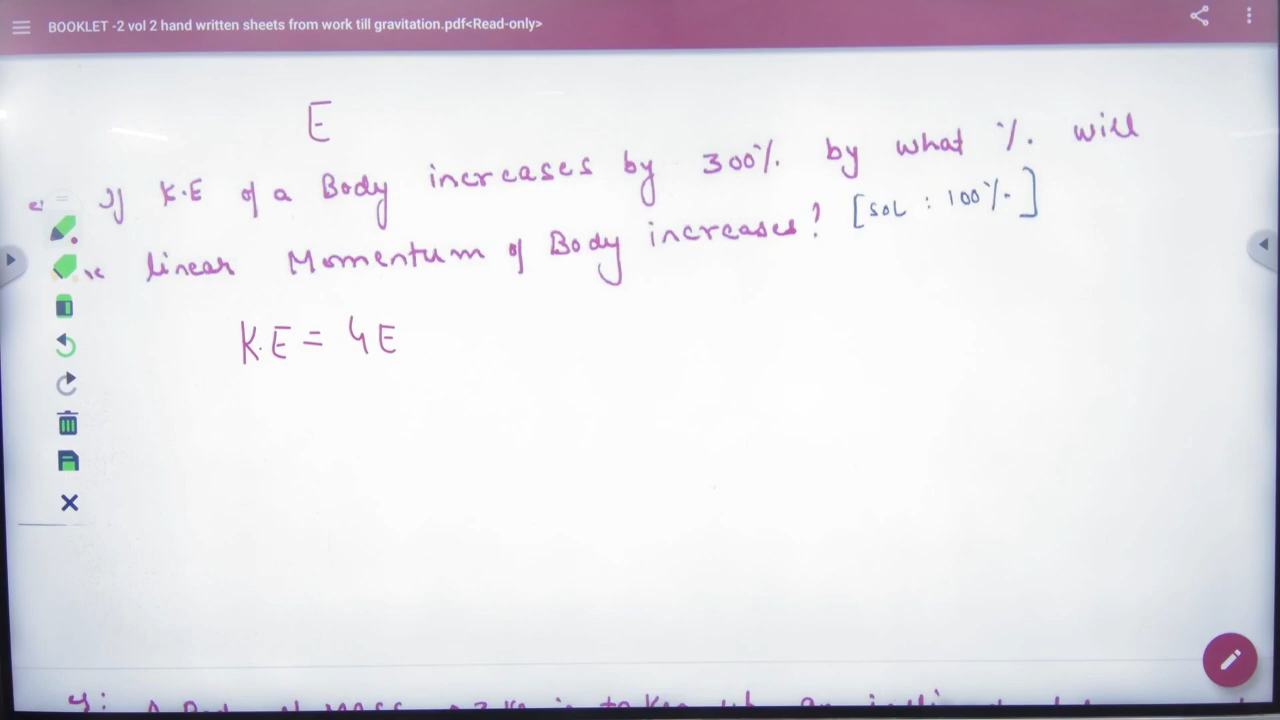 BOOKLET -2 vol 2 hand written sheets from work till gravitation.pdf<Read-only>
E
If K.E of a Body increases by 300% by what %. will
linear Momentum of Body increases? [SOL : 100%.]
K.E = 4E